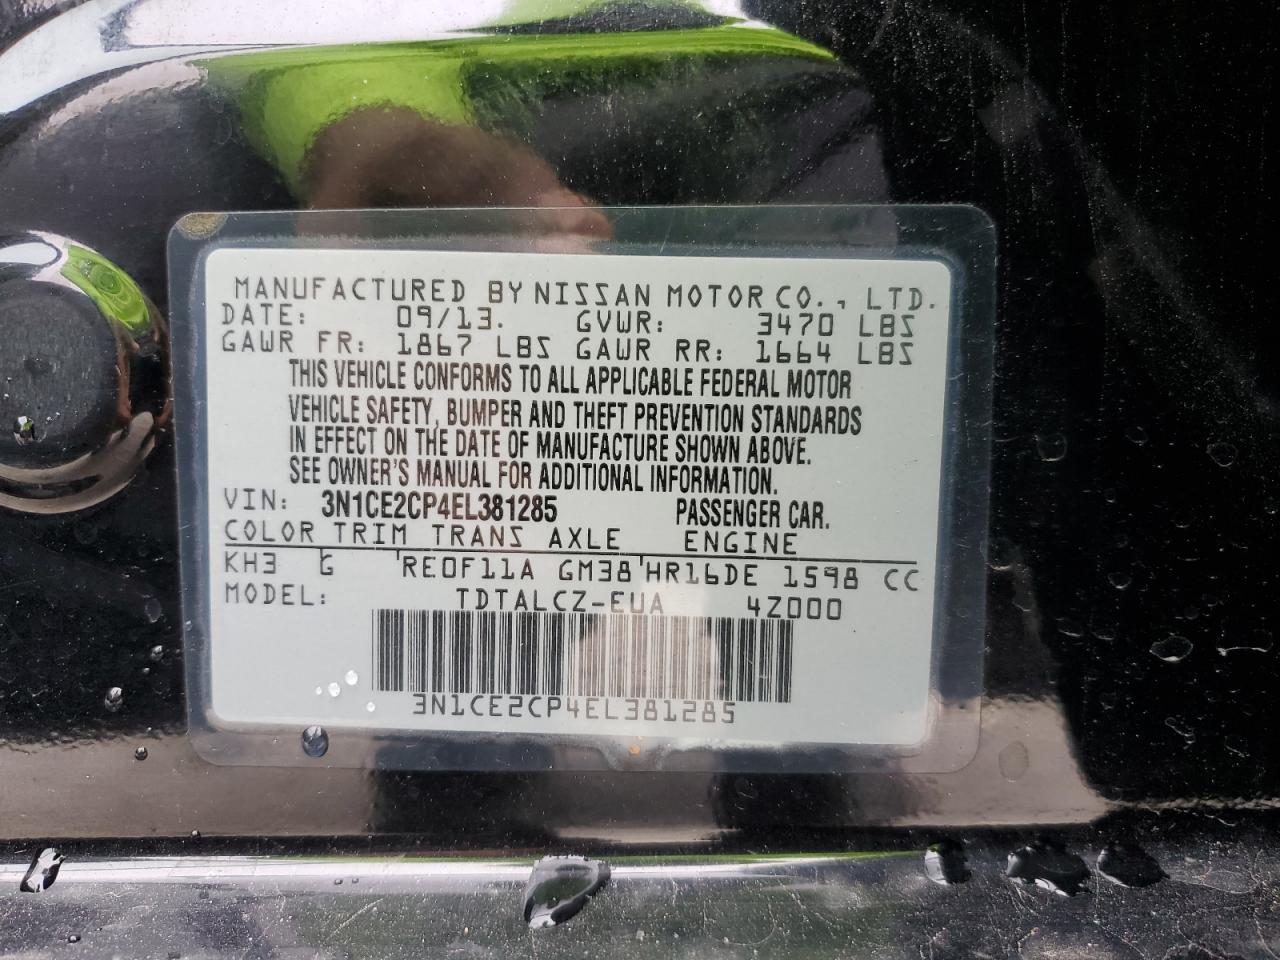 MANUFACTURED BY NISSAN MOTOR CO., LTD.
DATE: 09/13. GVWR: 3470 LBS
GAWR FR: 1867 LBS GAWR RR: 1664 LBS
THIS VEHICLE CONFORMS TO ALL APPLICABLE FEDERAL MOTOR
VEHICLE SAFETY, BUMPER AND THEFT PREVENTION STANDARDS
IN EFFECT ON THE DATE OF MANUFACTURE SHOWN ABOVE.
SEE OWNER'S MANUAL FOR ADDITIONAL INFORMATION.
VIN: 3N1CE2CP4EL381285 PASSENGER CAR.
COLOR TRIM TRANS AXLE ENGINE
KH3 G RE0F11A GM38 HR16DE 1598 CC
MODEL: TDTALCZ-EUA 4Z000
3N1CE2CP4EL381285